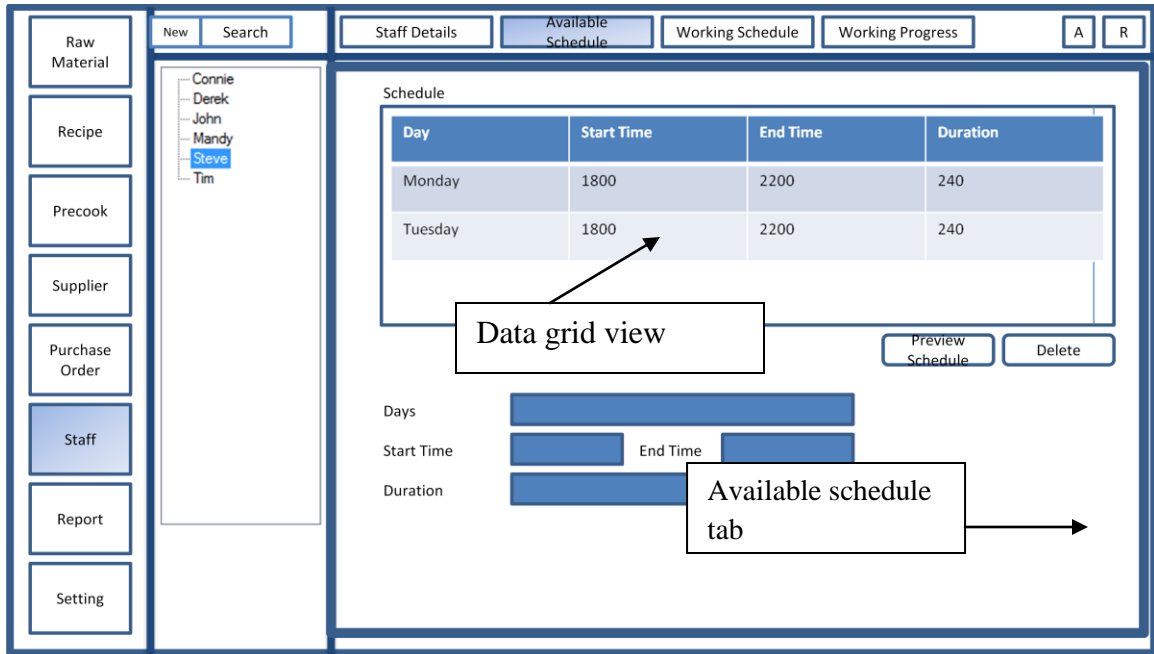 Raw
Material
Recipe
Precook
Supplier
Purchase
Order
Staff
Report
Setting
New
Search
Connie
Derek
John
Mandy
Steve
Tim
Staff Details
Available
Schedule
Working Schedule
Working Progress
A
R
Schedule
Day Start Time End Time Duration
Monday 1800 2200 240
Tuesday 1800 2200 240
Data grid view
Preview
Schedule
Delete
Days
Start Time
End Time
Duration
Available schedule
tab